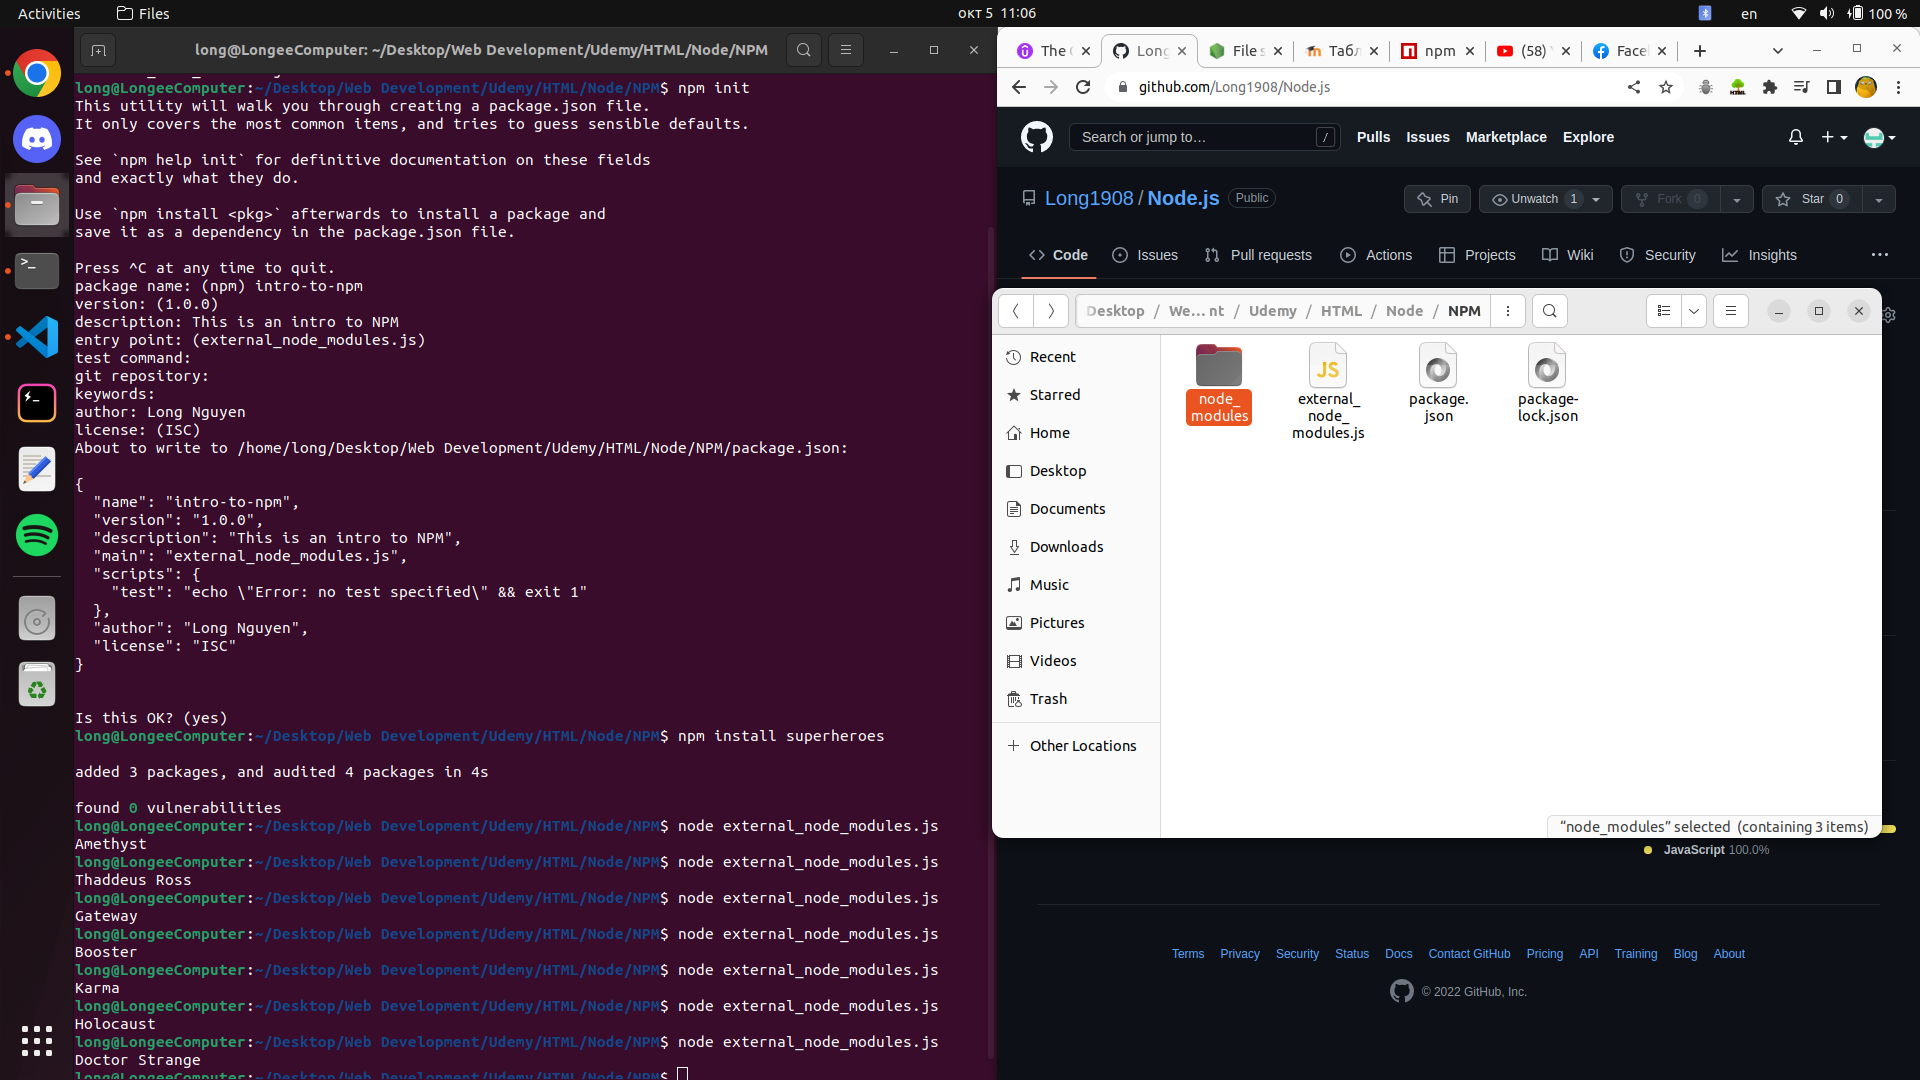 Activities
Files
окт 5 11:06
en
100 %
long@LongeeComputer: ~/Desktop/Web Development/Udemy/HTML/Node/NPM
long@LongeeComputer:~/Desktop/Web Development/Udemy/HTML/Node/NPM$ npm init
This utility will walk you through creating a package.json file.
It only covers the most common items, and tries to guess sensible defaults.
See `npm help init` for definitive documentation on these fields
and exactly what they do.
Use `npm install <pkg>` afterwards to install a package and
save it as a dependency in the package.json file.
Press ^C at any time to quit.
package name: (npm) intro-to-npm
version: (1.0.0)
description: This is an intro to NPM
entry point: (external_node_modules.js)
test command:
git repository:
keywords:
author: Long Nguyen
license: (ISC)
About to write to /home/long/Desktop/Web Development/Udemy/HTML/Node/NPM/package.json:
{
"name": "intro-to-npm",
"version": "1.0.0",
"description": "This is an intro to NPM",
"main": "external_node_modules.js",
"scripts": {
"test": "echo \"Error: no test specified\" && exit 1"
},
"author": "Long Nguyen",
"license": "ISC"
}
Is this OK? (yes)
long@LongeeComputer:~/Desktop/Web Development/Udemy/HTML/Node/NPM$ npm install superheroes
added 3 packages, and audited 4 packages in 4s
found 0 vulnerabilities
long@LongeeComputer:~/Desktop/Web Development/Udemy/HTML/Node/NPM$ node external_node_modules.js
Amethyst
long@LongeeComputer:~/Desktop/Web Development/Udemy/HTML/Node/NPM$ node external_node_modules.js
Thaddeus Ross
long@LongeeComputer:~/Desktop/Web Development/Udemy/HTML/Node/NPM$ node external_node_modules.js
Gateway
long@LongeeComputer:~/Desktop/Web Development/Udemy/HTML/Node/NPM$ node external_node_modules.js
Booster
long@LongeeComputer:~/Desktop/Web Development/Udemy/HTML/Node/NPM$ node external_node_modules.js
Karma
long@LongeeComputer:~/Desktop/Web Development/Udemy/HTML/Node/NPM$ node external_node_modules.js
Holocaust
long@LongeeComputer:~/Desktop/Web Development/Udemy/HTML/Node/NPM$ node external_node_modules.js
Doctor Strange
long@LongeeComputer:~/Desktop/Web Development/Udemy/HTML/Node/NPM$
The
Long
File s
Табл
npm
(58)
Face
github.com/Long1908/Node.js
Search or jump to…
/
Pulls
Issues
Marketplace
Explore
Long1908 / Node.js
Public
Pin
Unwatch 1
Fork 0
Star 0
Code
Issues
Pull requests
Actions
Projects
Wiki
Security
Insights
Desktop / We… nt / Udemy / HTML / Node / NPM
Recent
Starred
Home
Desktop
Documents
Downloads
Music
Pictures
Videos
Trash
Other Locations
node_
modules
JS
external_
node_
modules.js
package.
json
package-
lock.json
“node_modules” selected (containing 3 items)
JavaScript 100.0%
Terms
Privacy
Security
Status
Docs
Contact GitHub
Pricing
API
Training
Blog
About
© 2022 GitHub, Inc.